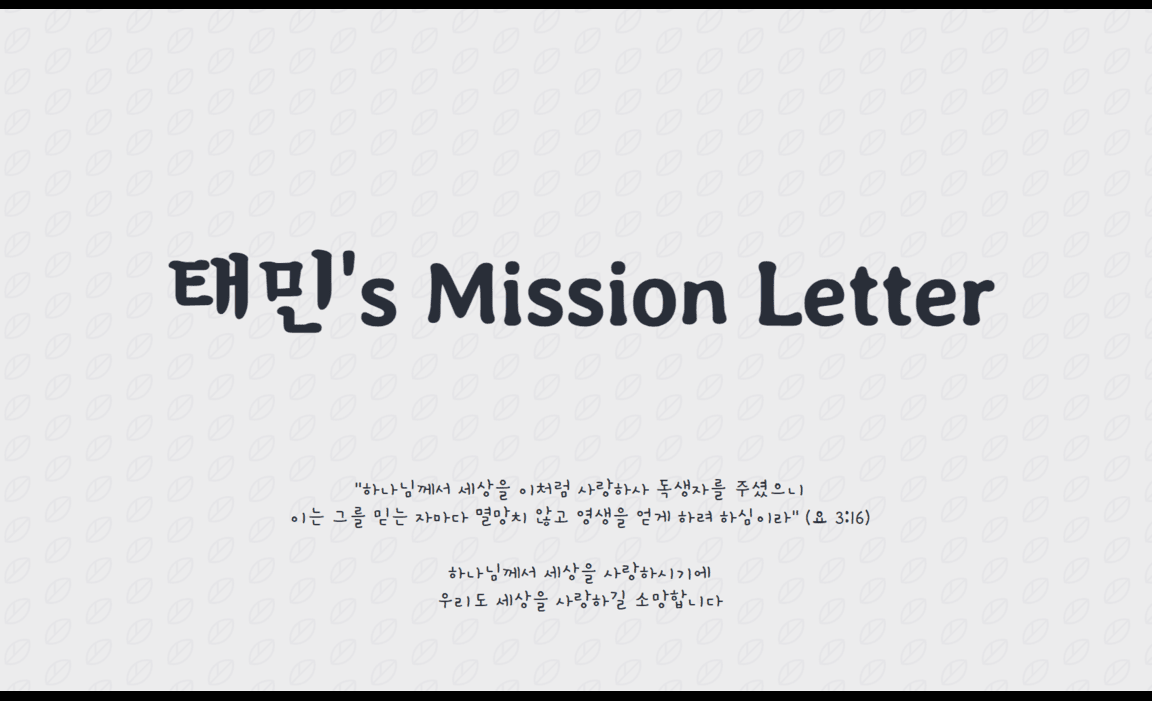 태민's Mission Letter
"하나님께서 세상을 이처럼 사랑하사 독생자를 주셨으니
이는 그를 믿는 자마다 멸망치 않고 영생을 얻게 하려 하심이라" (요 3:16)
하나님께서 세상을 사랑하시기에
우리도 세상을 사랑하길 소망합니다